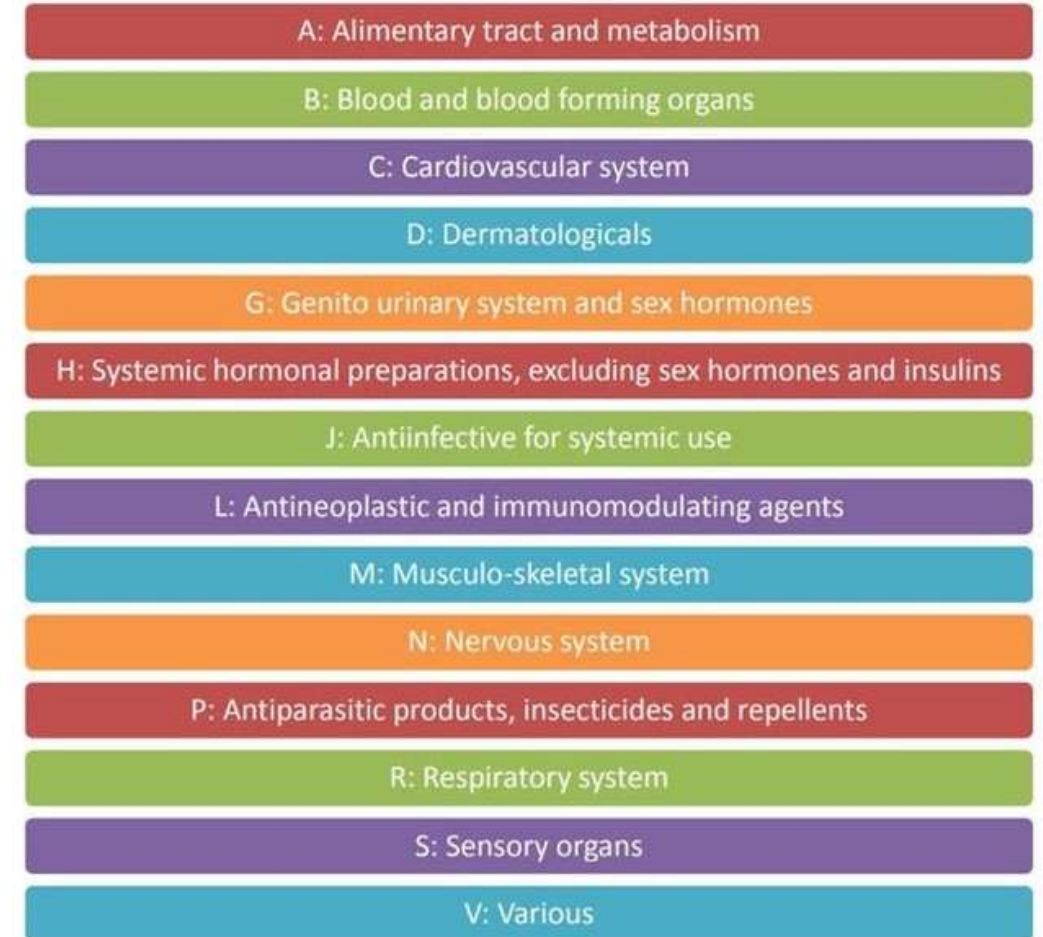 A: Alimentary tract and metabolism
B: Blood and blood forming organs
C: Cardiovascular system
D: Dermatologicals
G: Genito urinary system and sex hormones
H: Systemic hormonal preparations, excluding sex hormones and insulins
J: Antiinfective for systemic use
L: Antineoplastic and immunomodulating agents
M: Musculo-skeletal system
N: Nervous system
P: Antiparasitic products, insecticides and repellents
R: Respiratory system
S: Sensory organs
V: Various